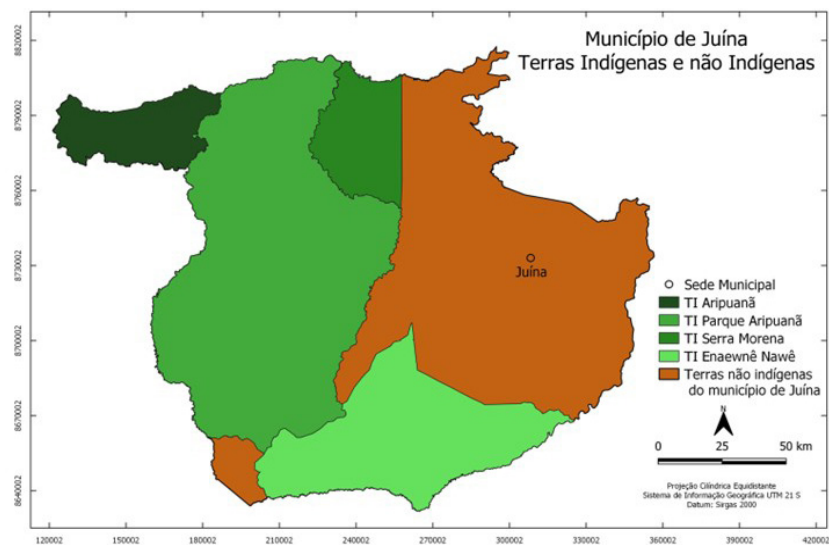 Município de Juína
Terras Indígenas e não Indígenas
8820002
8790002
8760002
8730002
8700002
8670002
8640002
Juína
Sede Municipal
TI Aripuanã
TI Parque Aripuanã
TI Serra Morena
TI Enaewnê Nawê
Terras não indígenas
do município de Juína
N
0 25 50 km
Projeção Cilíndrica Equidistante
Sistema de Informação Geográfica UTM 21 S
Datum: Sirgas 2000
120002 150002 180002 210002 240002 270002 300002 330002 360002 390002 420002